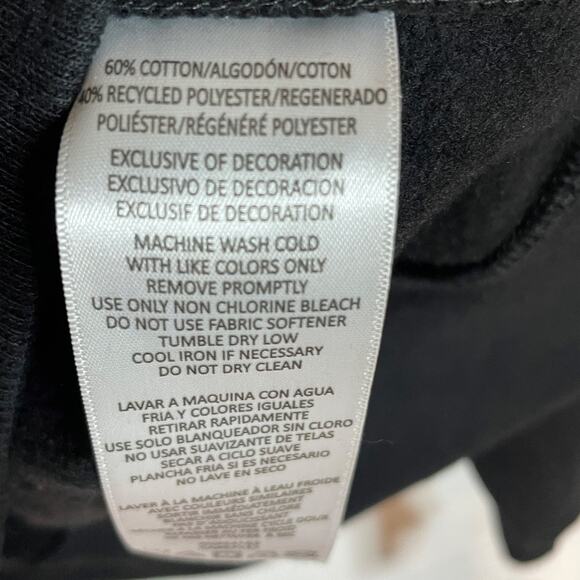 60% COTTON/ALGODÓN/COTON
40% RECYCLED POLYESTER/REGENERADO
POLIÉSTER/RÉGÉNÉRÉ POLYESTER
EXCLUSIVE OF DECORATION
EXCLUSIVO DE DECORACION
EXCLUSIF DE DECORATION
MACHINE WASH COLD
WITH LIKE COLORS ONLY
REMOVE PROMPTLY
USE ONLY NON CHLORINE BLEACH
DO NOT USE FABRIC SOFTENER
TUMBLE DRY LOW
COOL IRON IF NECESSARY
DO NOT DRY CLEAN
LAVAR A MAQUINA CON AGUA
FRIA Y COLORES IGUALES
RETIRAR RAPIDAMENTE
USE SOLO BLANQUEADOR SIN CLORO
NO USAR SUAVIZANTE DE TELAS
SECAR A CICLO SUAVE
PLANCHA FRIA SI ES NECESARIO
NO LAVE EN SECO
LAVER À LA MACHINE À L'EAU FROIDE
AVEC COULEURS SIMILAIRES